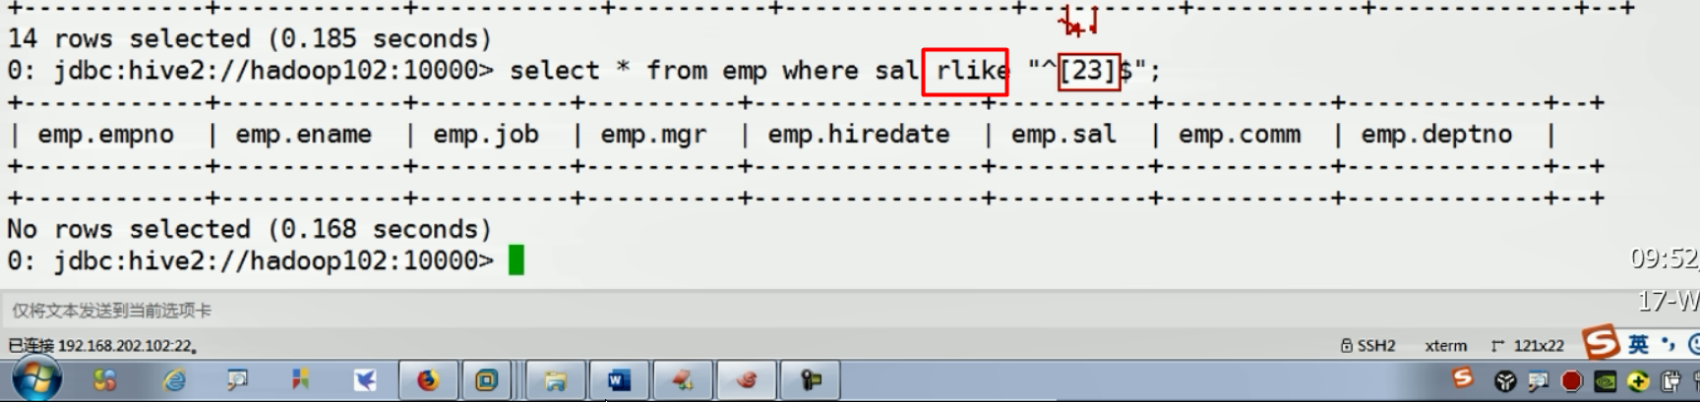 +------------+------------+------------+----------+---------------+----------+-----------+-------------+--+
14 rows selected (0.185 seconds)
0: jdbc:hive2://hadoop102:10000> select * from emp where sal rlike "^[23]$";
+------------+------------+----------+----------+---------------+----------+-----------+-------------+--+
| emp.empno | emp.ename | emp.job | emp.mgr | emp.hiredate | emp.sal | emp.comm | emp.deptno |
+------------+------------+----------+----------+---------------+----------+-----------+-------------+--+
+------------+------------+----------+----------+---------------+----------+-----------+-------------+--+
No rows selected (0.168 seconds)
0: jdbc:hive2://hadoop102:10000>
09:52
17-W
仅将文本发送到当前选项卡
已连接 192.168.202.102:22。 SSH2 xterm 121x22 英